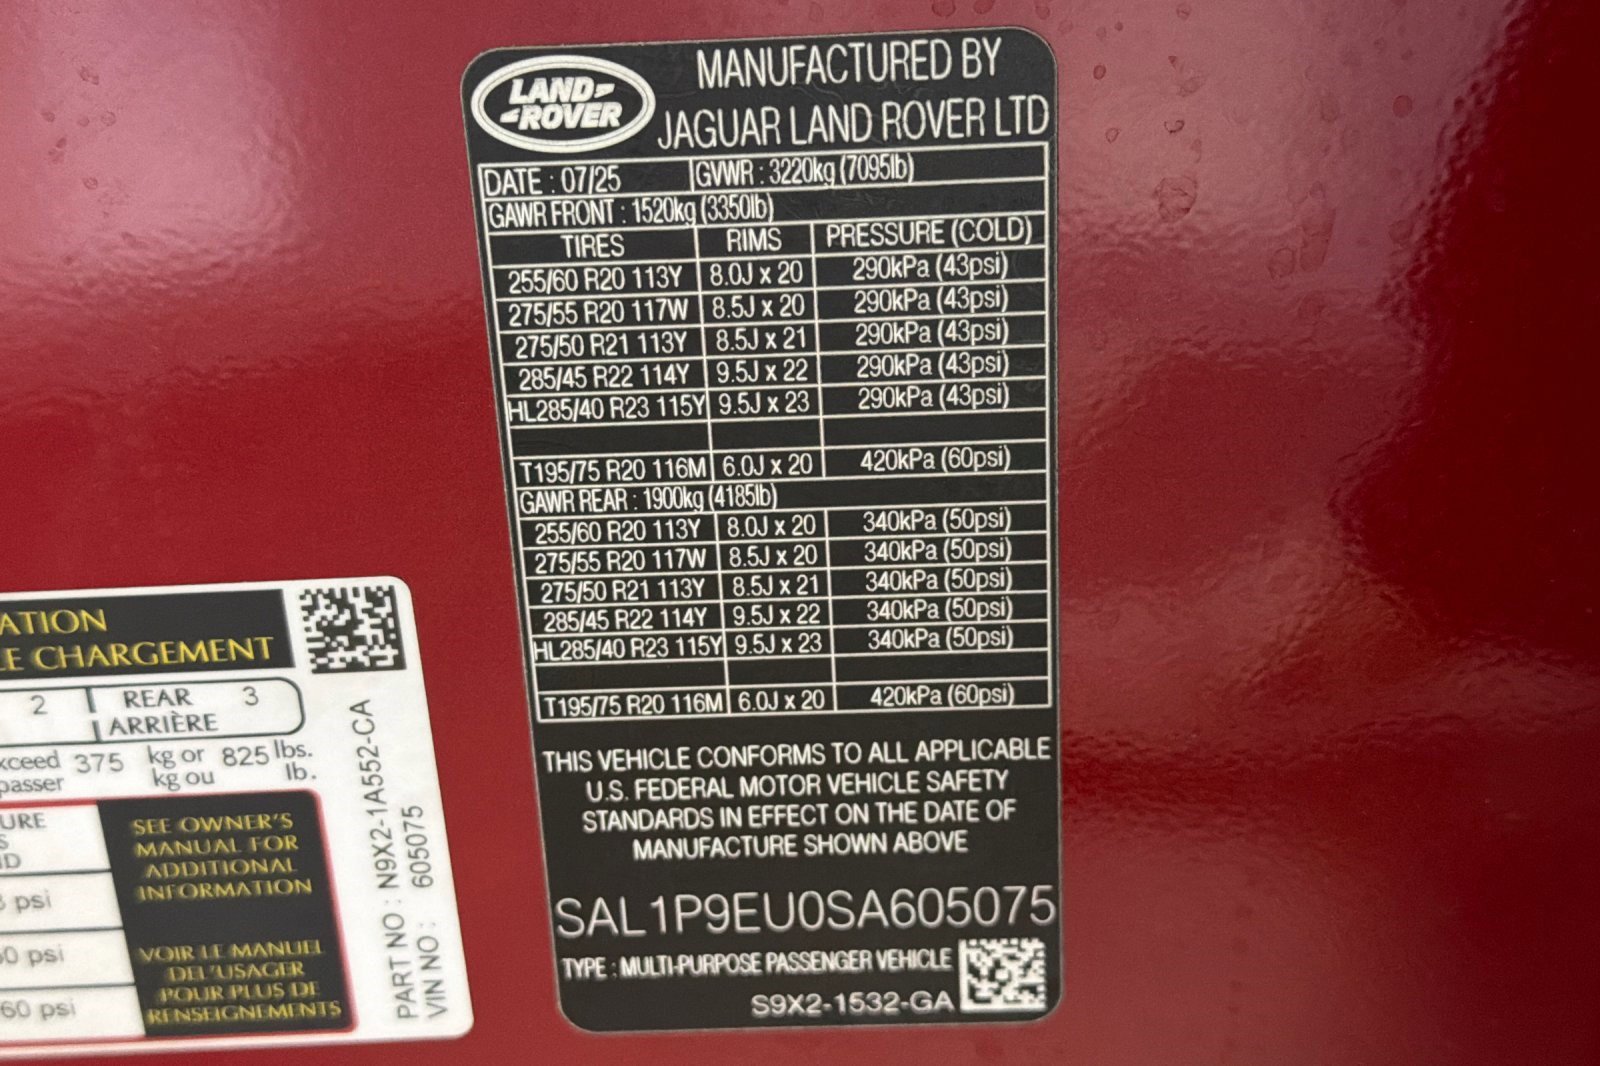 LAND-
-ROVER
MANUFACTURED BY
JAGUAR LAND ROVER LTD
DATE : 07/25 GVWR : 3220kg (7095lb)
GAWR FRONT : 1520kg (3350lb)
TIRES RIMS PRESSURE (COLD)
255/60 R20 113Y 8.0J x 20 290kPa (43psi)
275/55 R20 117W 8.5J x 20 290kPa (43psi)
275/50 R21 113Y 8.5J x 21 290kPa (43psi)
285/45 R22 114Y 9.5J x 22 290kPa (43psi)
HL285/40 R23 115Y 9.5J x 23 290kPa (43psi)
T195/75 R20 116M 6.0J x 20 420kPa (60psi)
GAWR REAR : 1900kg (4185lb)
255/60 R20 113Y 8.0J x 20 340kPa (50psi)
275/55 R20 117W 8.5J x 20 340kPa (50psi)
275/50 R21 113Y 8.5J x 21 340kPa (50psi)
285/45 R22 114Y 9.5J x 22 340kPa (50psi)
HL285/40 R23 115Y 9.5J x 23 340kPa (50psi)
T195/75 R20 116M 6.0J x 20 420kPa (60psi)
THIS VEHICLE CONFORMS TO ALL APPLICABLE
U.S. FEDERAL MOTOR VEHICLE SAFETY
STANDARDS IN EFFECT ON THE DATE OF
MANUFACTURE SHOWN ABOVE
SAL1P9EU0SA605075
TYPE : MULTI-PURPOSE PASSENGER VEHICLE
S9X2-1532-GA
ATION
LE CHARGEMENT
2 REAR 3
ARRIÈRE
xceed 375 kg or 825 lbs.
passer kg ou lb.
URE
S
ID
psi
0 psi
60 psi
SEE OWNER'S
MANUAL FOR
ADDITIONAL
INFORMATION
VOIR LE MANUEL
DEL'USAGER
POUR PLUS DE
RENSEIGNEMENTS
PART NO : N9X2-1A552-CA
VIN NO : 605075